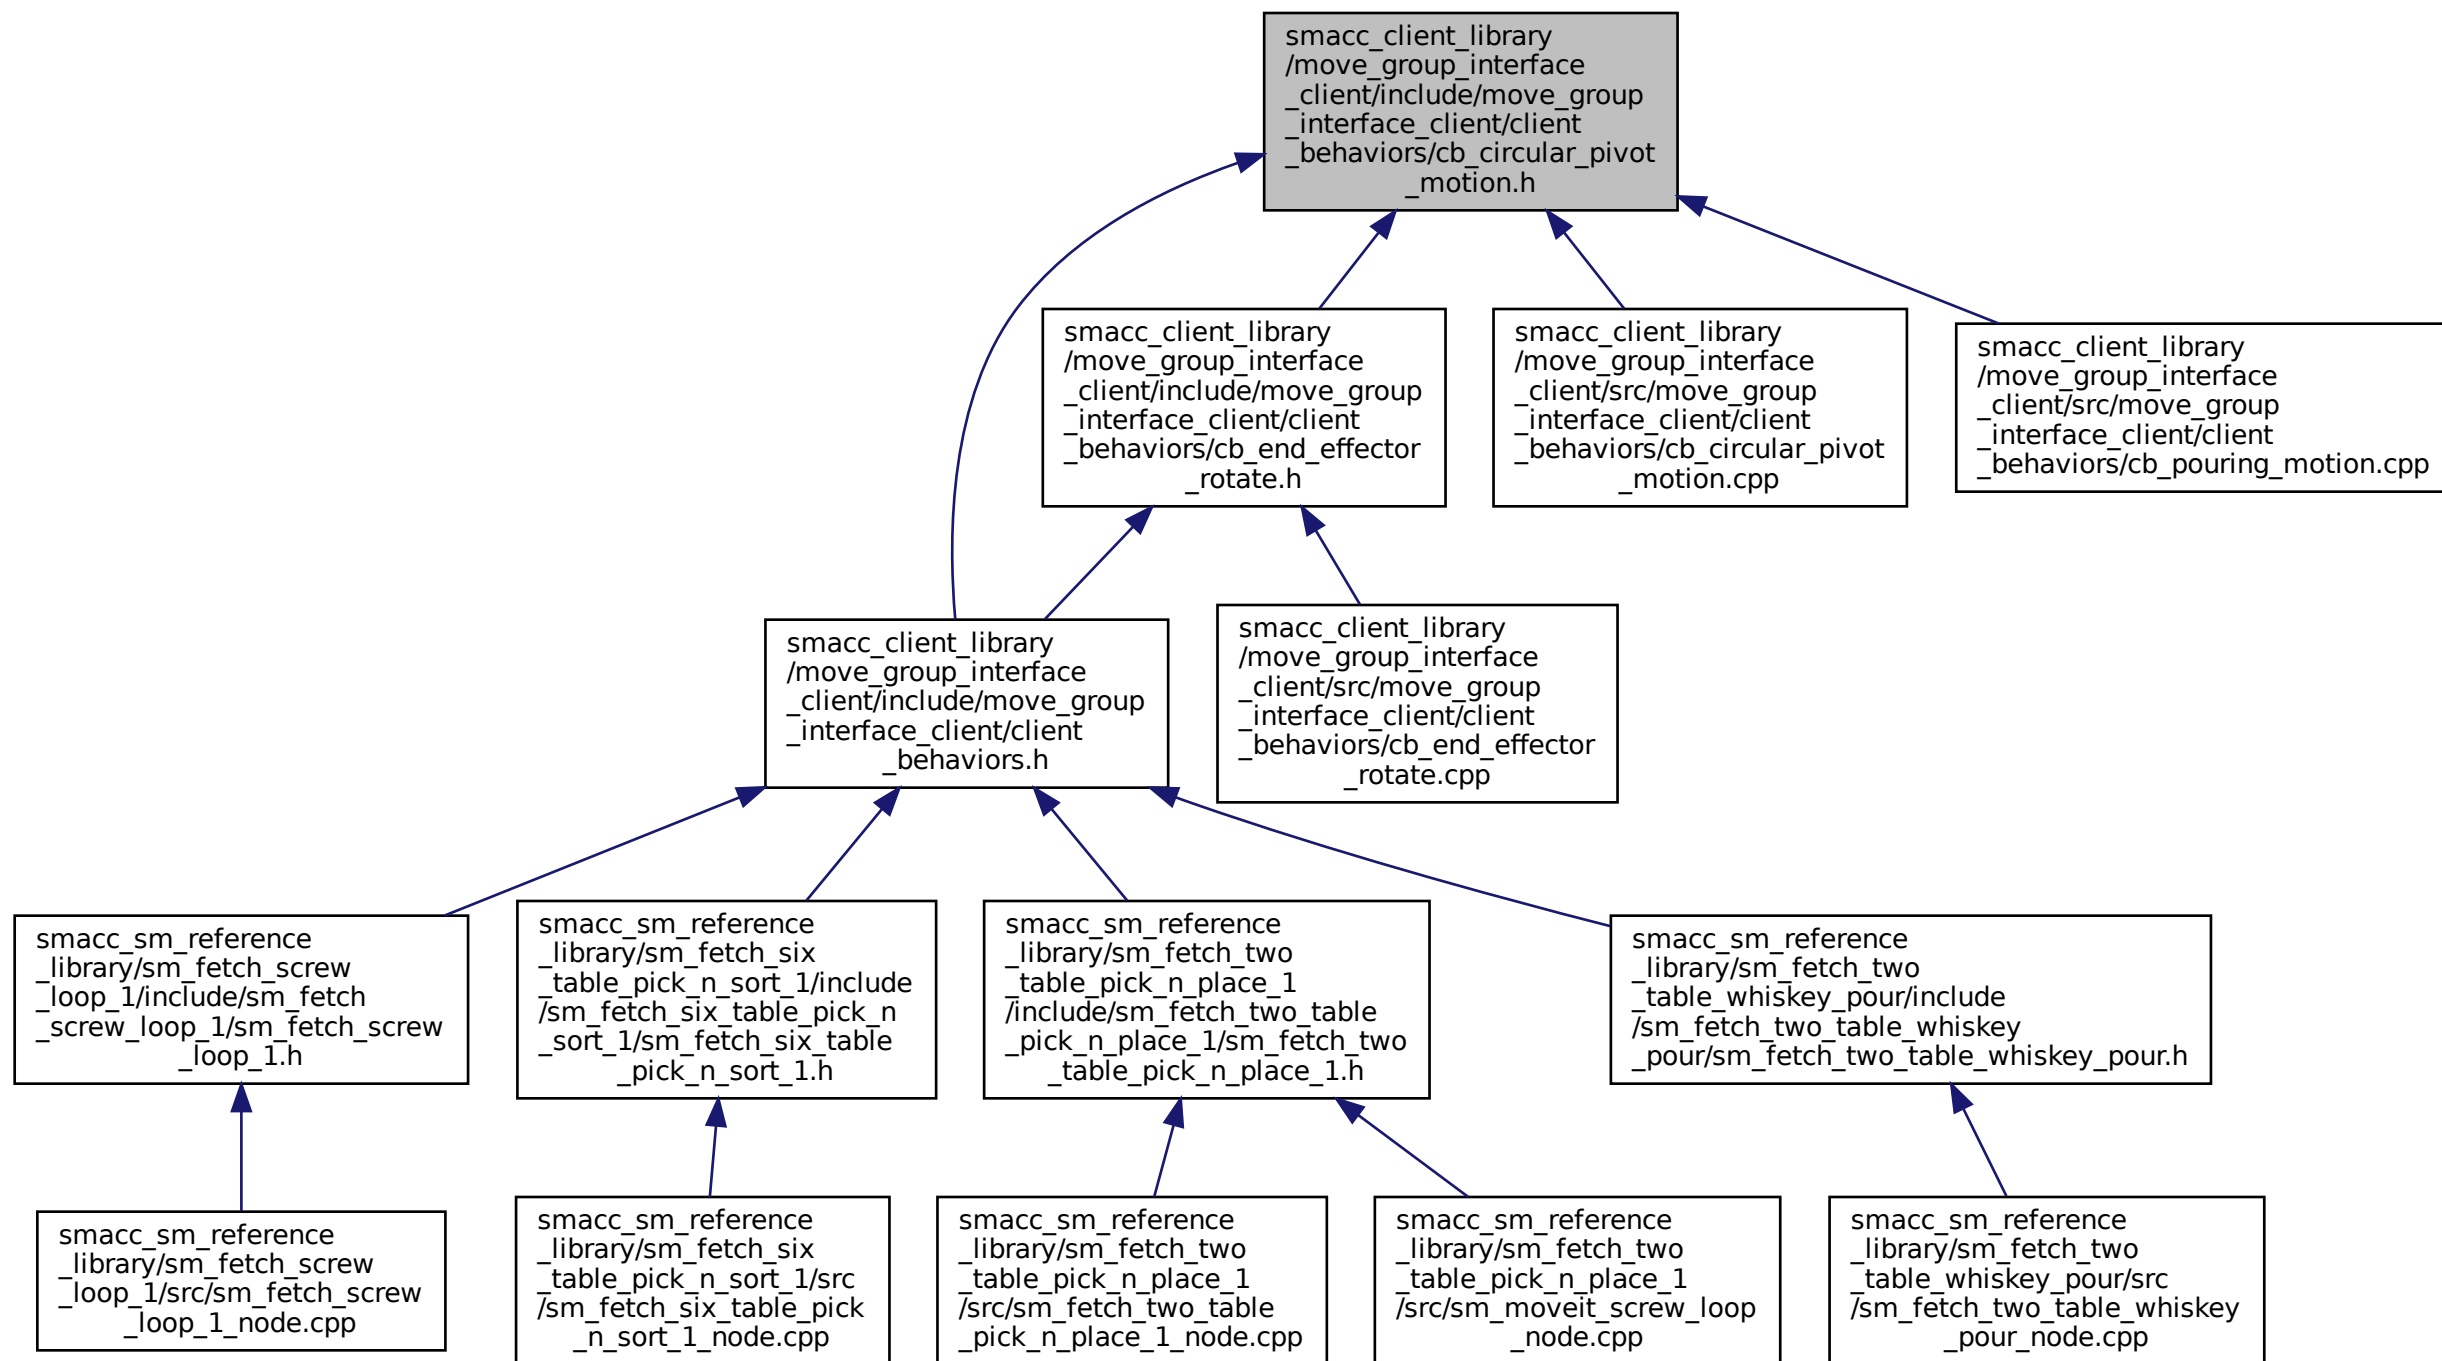 smacc_client_library
/move_group_interface
_client/include/move_group
_interface_client/client
_behaviors/cb_circular_pivot
_motion.h
smacc_client_library
/move_group_interface
_client/include/move_group
_interface_client/client
_behaviors/cb_end_effector
_rotate.h
smacc_client_library
/move_group_interface
_client/src/move_group
_interface_client/client
_behaviors/cb_circular_pivot
_motion.cpp
smacc_client_library
/move_group_interface
_client/src/move_group
_interface_client/client
_behaviors/cb_pouring_motion.cpp
smacc_client_library
/move_group_interface
_client/include/move_group
_interface_client/client
_behaviors.h
smacc_client_library
/move_group_interface
_client/src/move_group
_interface_client/client
_behaviors/cb_end_effector
_rotate.cpp
smacc_sm_reference
_library/sm_fetch_screw
_loop_1/include/sm_fetch
_screw_loop_1/sm_fetch_screw
_loop_1.h
smacc_sm_reference
_library/sm_fetch_six
_table_pick_n_sort_1/include
/sm_fetch_six_table_pick_n
_sort_1/sm_fetch_six_table
_pick_n_sort_1.h
smacc_sm_reference
_library/sm_fetch_two
_table_pick_n_place_1
/include/sm_fetch_two_table
_pick_n_place_1/sm_fetch_two
_table_pick_n_place_1.h
smacc_sm_reference
_library/sm_fetch_two
_table_whiskey_pour/include
/sm_fetch_two_table_whiskey
_pour/sm_fetch_two_table_whiskey_pour.h
smacc_sm_reference
_library/sm_fetch_screw
_loop_1/src/sm_fetch_screw
_loop_1_node.cpp
smacc_sm_reference
_library/sm_fetch_six
_table_pick_n_sort_1/src
/sm_fetch_six_table_pick
_n_sort_1_node.cpp
smacc_sm_reference
_library/sm_fetch_two
_table_pick_n_place_1
/src/sm_fetch_two_table
_pick_n_place_1_node.cpp
smacc_sm_reference
_library/sm_fetch_two
_table_pick_n_place_1
/src/sm_moveit_screw_loop
_node.cpp
smacc_sm_reference
_library/sm_fetch_two
_table_whiskey_pour/src
/sm_fetch_two_table_whiskey
_pour_node.cpp